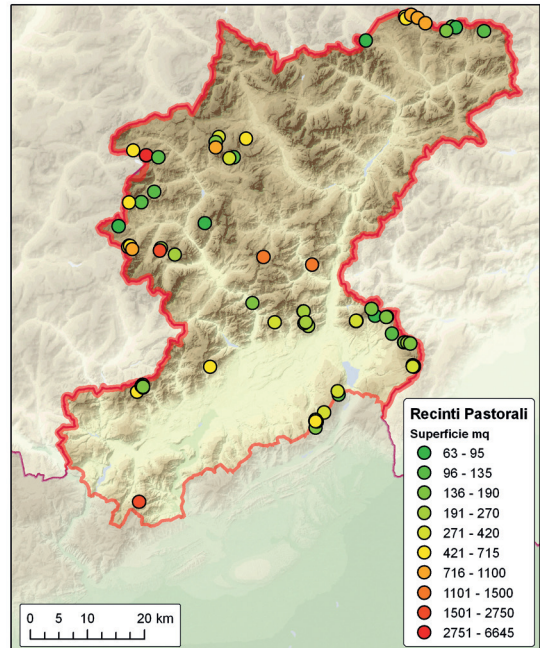 Recinti Pastorali
Superficie mq
63 - 95
96 - 135
136 - 190
191 - 270
271 - 420
421 - 715
716 - 1100
1101 - 1500
1501 - 2750
2751 - 6645
0 5 10 20 km